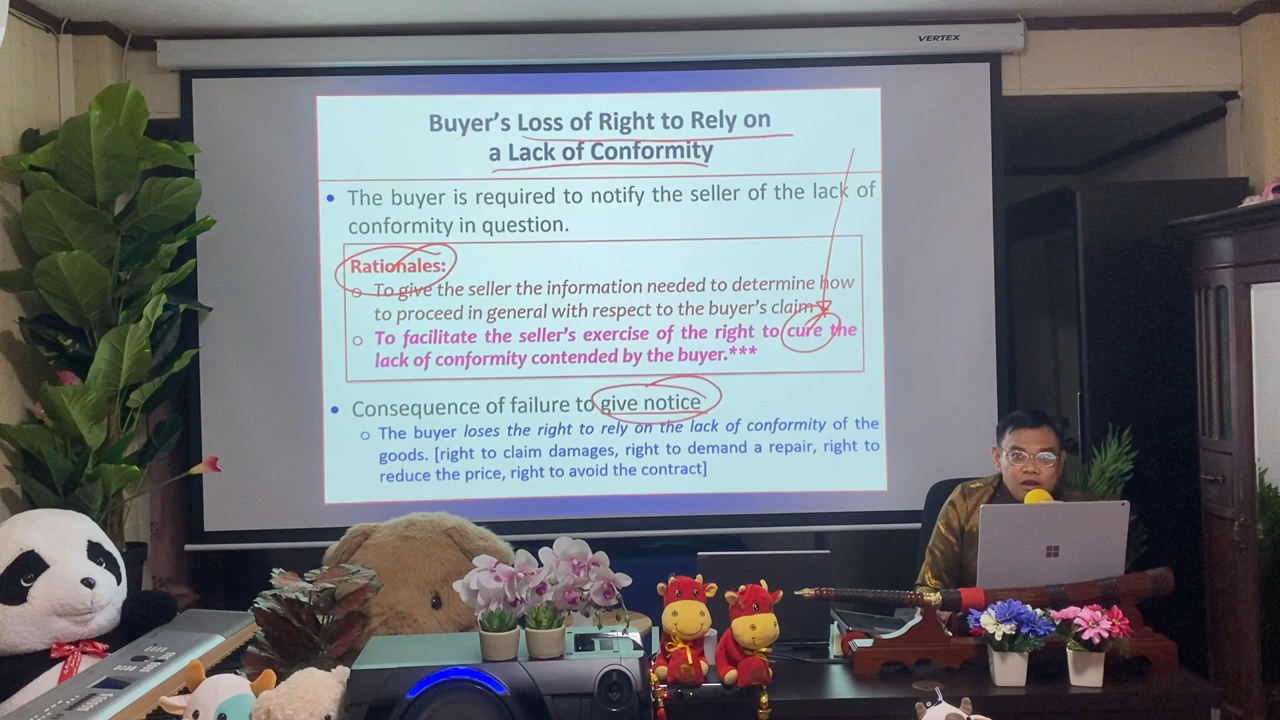 VERTEX
Buyer's Loss of Right to Rely on
a Lack of Conformity
• The buyer is required to notify the seller of the lack of
conformity in question.
Rationales:
○ To give the seller the information needed to determine how
to proceed in general with respect to the buyer's claim.
○ To facilitate the seller's exercise of the right to cure the
lack of conformity contended by the buyer.***
• Consequence of failure to give notice
○ The buyer loses the right to rely on the lack of conformity of the
goods. [right to claim damages, right to demand a repair, right to
reduce the price, right to avoid the contract]